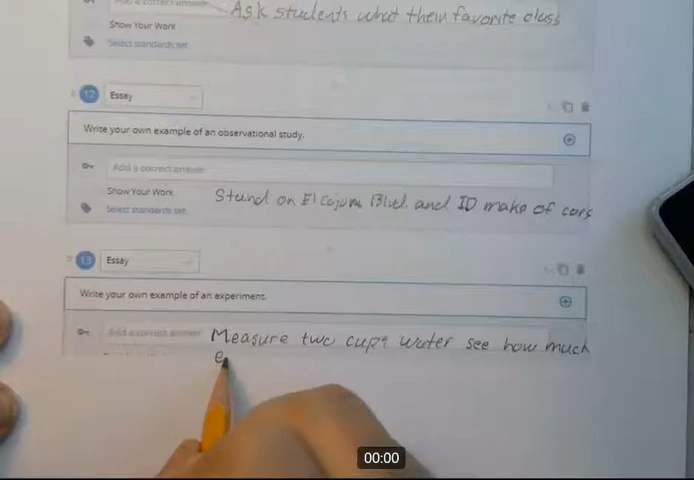 Add a correct answer
Ask students what their favorite class
Show Your Work
Select standards set
12
Essay
Write your own example of an observational study.
Add a correct answer
Show Your Work
Stand on El Cajon Blvd. and ID make of cars
Select standards set
13
Essay
Write your own example of an experiment.
Add a correct answer
Measure two cups water see how much
e
00:00